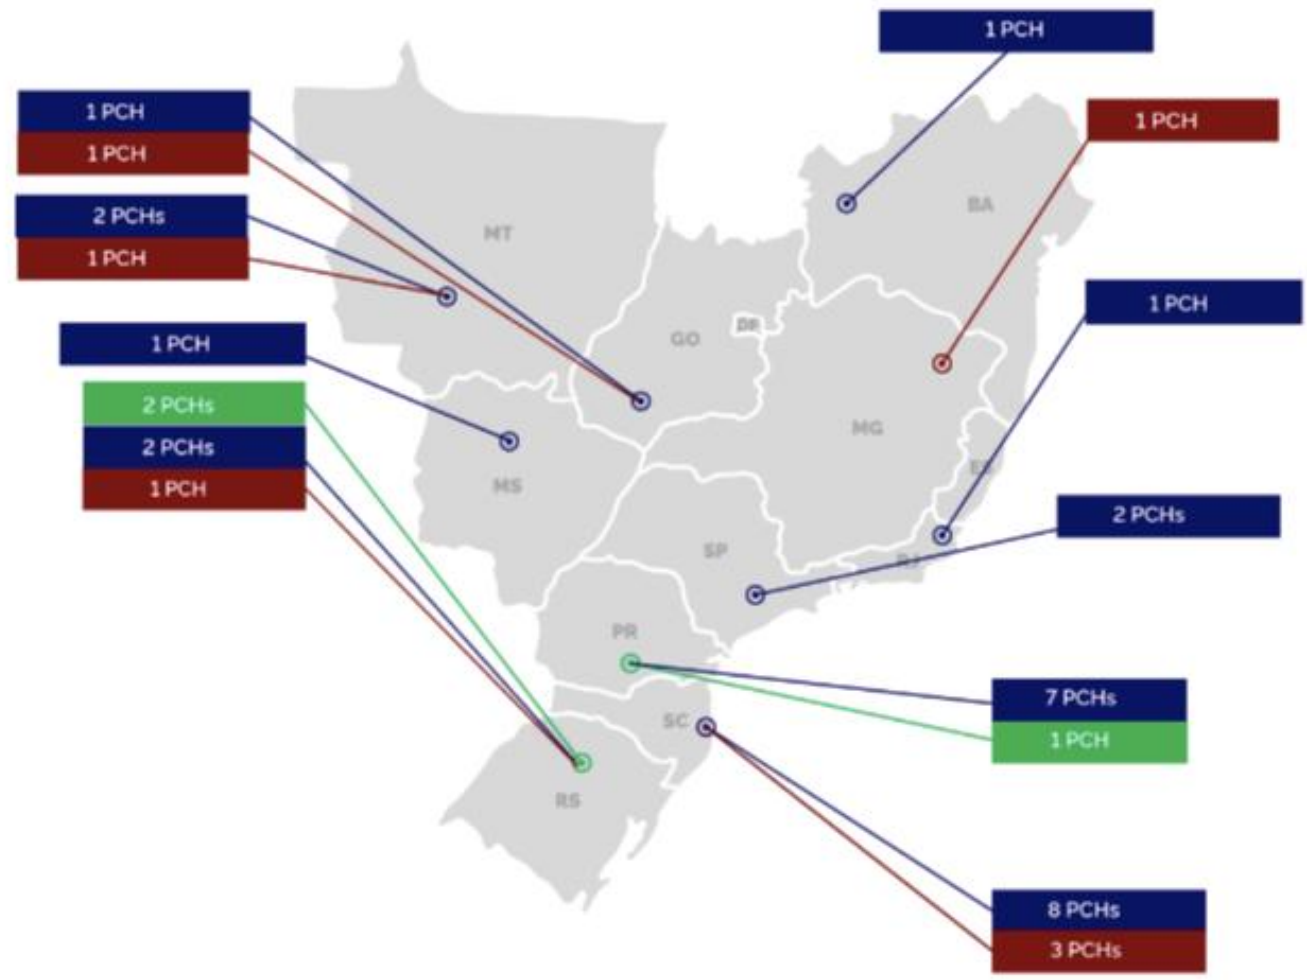 1 PCH
1 PCH
1 PCH
1 PCH
2 PCHs
1 PCH
1 PCH
2 PCHs
2 PCHs
1 PCH
MT
BA
GO
DF
MG
MS
ES
SP
RJ
PR
SC
RS
1 PCH
2 PCHs
7 PCHs
1 PCH
8 PCHs
3 PCHs